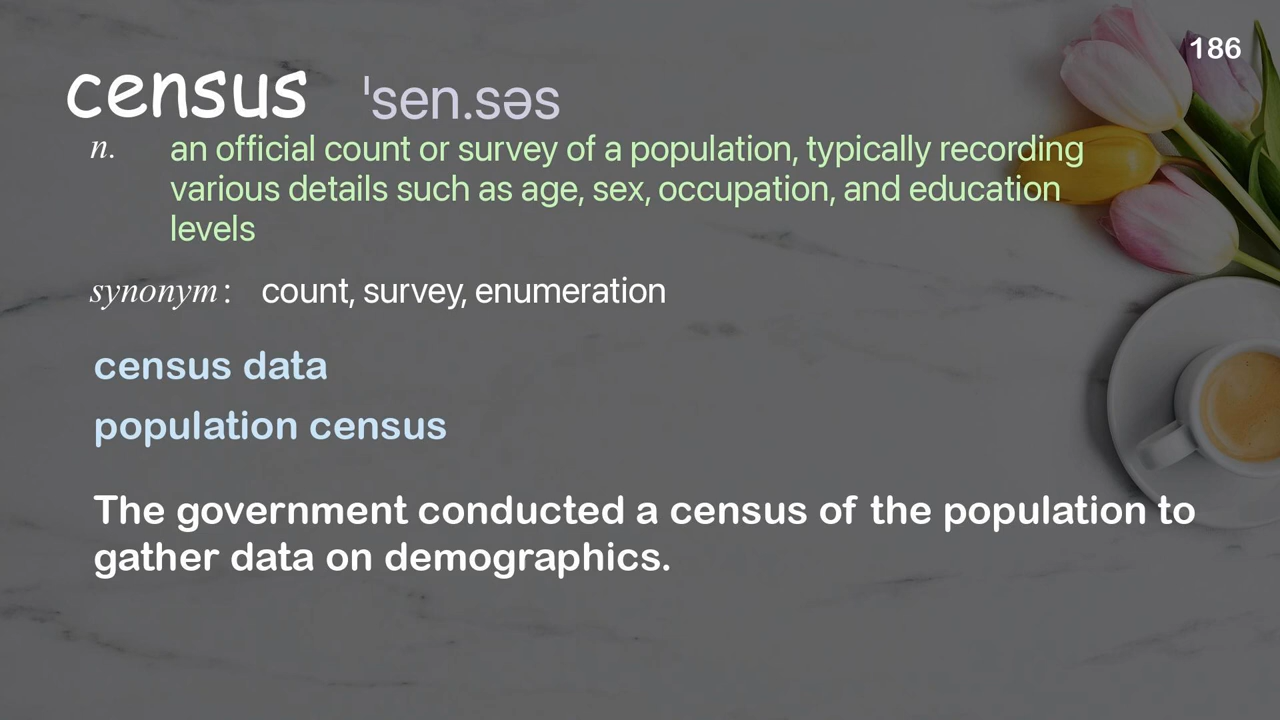 186
census ˈsen.səs
n. an official count or survey of a population, typically recording
various details such as age, sex, occupation, and education
levels
synonym: count, survey, enumeration
census data
population census
The government conducted a census of the population to
gather data on demographics.